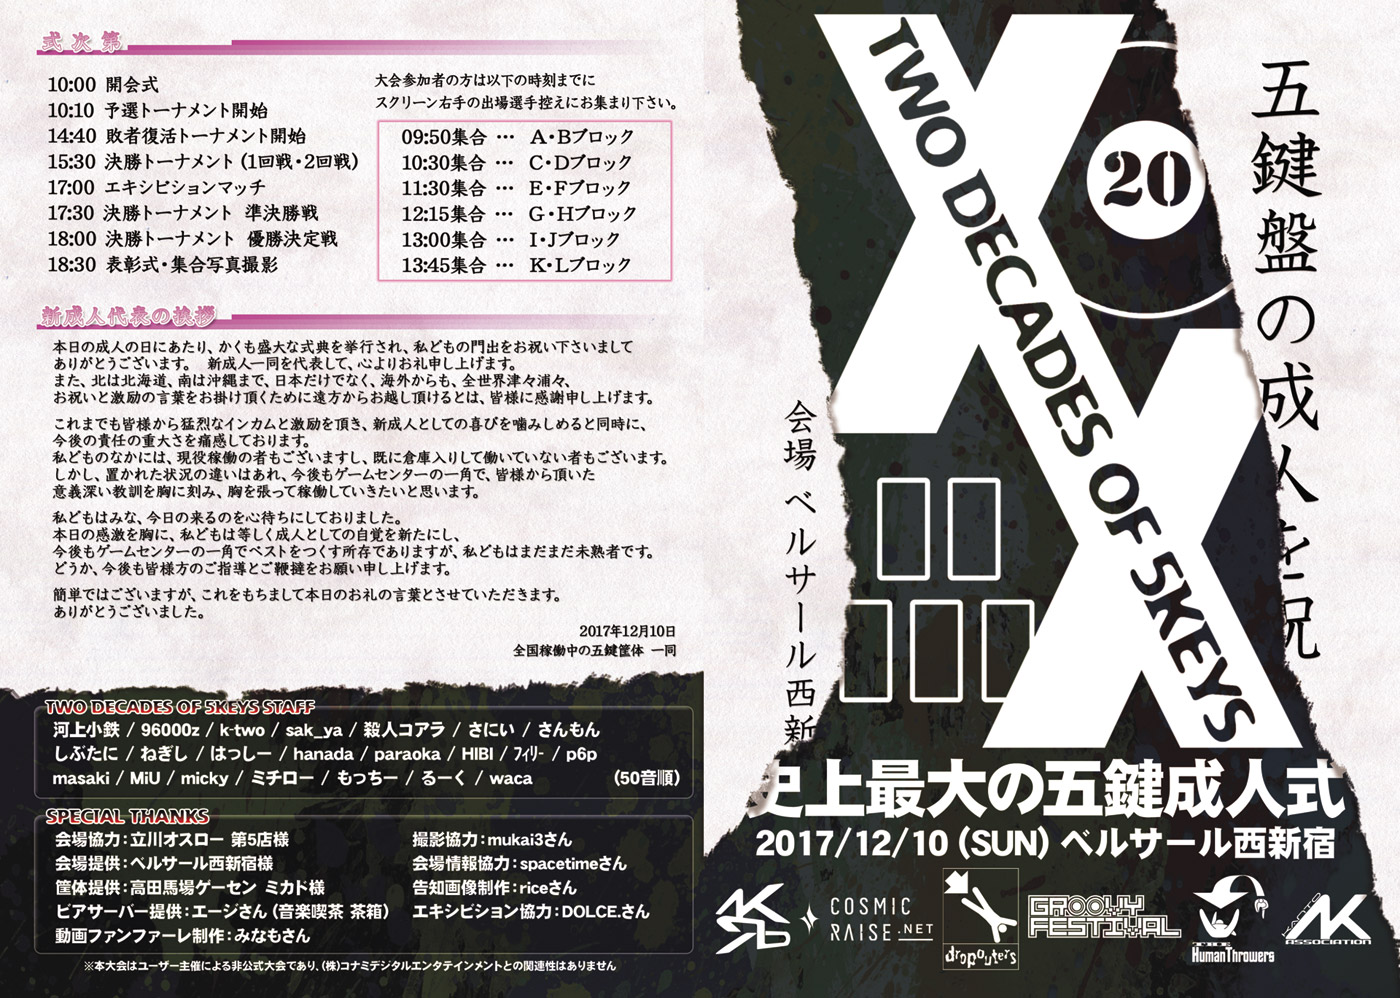 式次第
10:00 開会式
10:10 予選トーナメント開始
14:40 敗者復活トーナメント開始
15:30 決勝トーナメント(1回戦・2回戦)
17:00 エキシビションマッチ
17:30 決勝トーナメント 準決勝戦
18:00 決勝トーナメント 優勝決定戦
18:30 表彰式・集合写真撮影
大会参加者の方は以下の時刻までに
スクリーン右手の出場選手控えにお集まり下さい。
09:50集合 … A・Bブロック
10:30集合 … C・Dブロック
11:30集合 … E・Fブロック
12:15集合 … G・Hブロック
13:00集合 … I・Jブロック
13:45集合 … K・Lブロック
新成人代表の挨拶
本日の成人の日にあたり、かくも盛大な式典を挙行され、私どもの門出をお祝い下さいまして
ありがとうございます。 新成人一同を代表して、心よりお礼申し上げます。
また、北は北海道、南は沖縄まで、日本だけでなく、海外からも、全世界津々浦々、
お祝いと激励の言葉をお掛け頂くために遠方からお越し頂けるとは、皆様に感謝申し上げます。
これまでも皆様から猛烈なインカムと激励を頂き、新成人としての喜びを噛みしめると同時に、
今後の責任の重大さを痛感しております。
私どものなかには、現役稼働の者もございますし、既に倉庫入りして働いていない者もございます。
しかし、置かれた状況の違いはあれ、今後もゲームセンターの一角で、皆様から頂いた
意義深い教訓を胸に刻み、胸を張って稼働していきたいと思います。
私どもはみな、今日の来るのを心待ちにしておりました。
本日の感激を胸に、私どもは等しく成人としての自覚を新たにし、
今後もゲームセンターの一角でベストをつくす所存でありますが、私どもはまだまだ未熟者です。
どうか、今後も皆様方のご指導とご鞭撻をお願い申し上げます。
簡単ではございますが、これをもちまして本日のお礼の言葉とさせていただきます。
ありがとうございました。
2017年12月10日
全国稼働中の五鍵筐体 一同
TWO DECADES OF 5KEYS STAFF
河上小鉄 / 96000z / k-two / sak_ya / 殺人コアラ / さにい / さんもん
しぶたに / ねぎし / はっしー / hanada / paraoka / HIBI / フィリー / p6p
masaki / MiU / micky / ミチロー / もっちー / るーく / waca (50音順)
SPECIAL THANKS
会場協力：立川オスロー 第5店様
会場提供：ベルサール西新宿様
筐体提供：高田馬場ゲーセン ミカド様
ビアサーバー提供：エージさん(音楽喫茶 茶箱)
動画ファンファーレ制作：みなもさん
撮影協力：mukai3さん
会場情報協力：spacetimeさん
告知画像制作：riceさん
エキシビション協力：DOLCE.さん
※本大会はユーザー主催による非公式大会であり、(株)コナミデジタルエンタテインメントとの関連性はありません
TWO DECADES OF 5KEYS
20
五鍵盤の成人を祝
会場 ベルサール西新
史上最大の五鍵成人式
2017/12/10 (SUN) ベルサール西新宿
COSMIC
RAISE.NET
dropouters
GROOVY
FESTIVAL
THE
HumanThrowers
KANTO
AK
ASSOCIATION